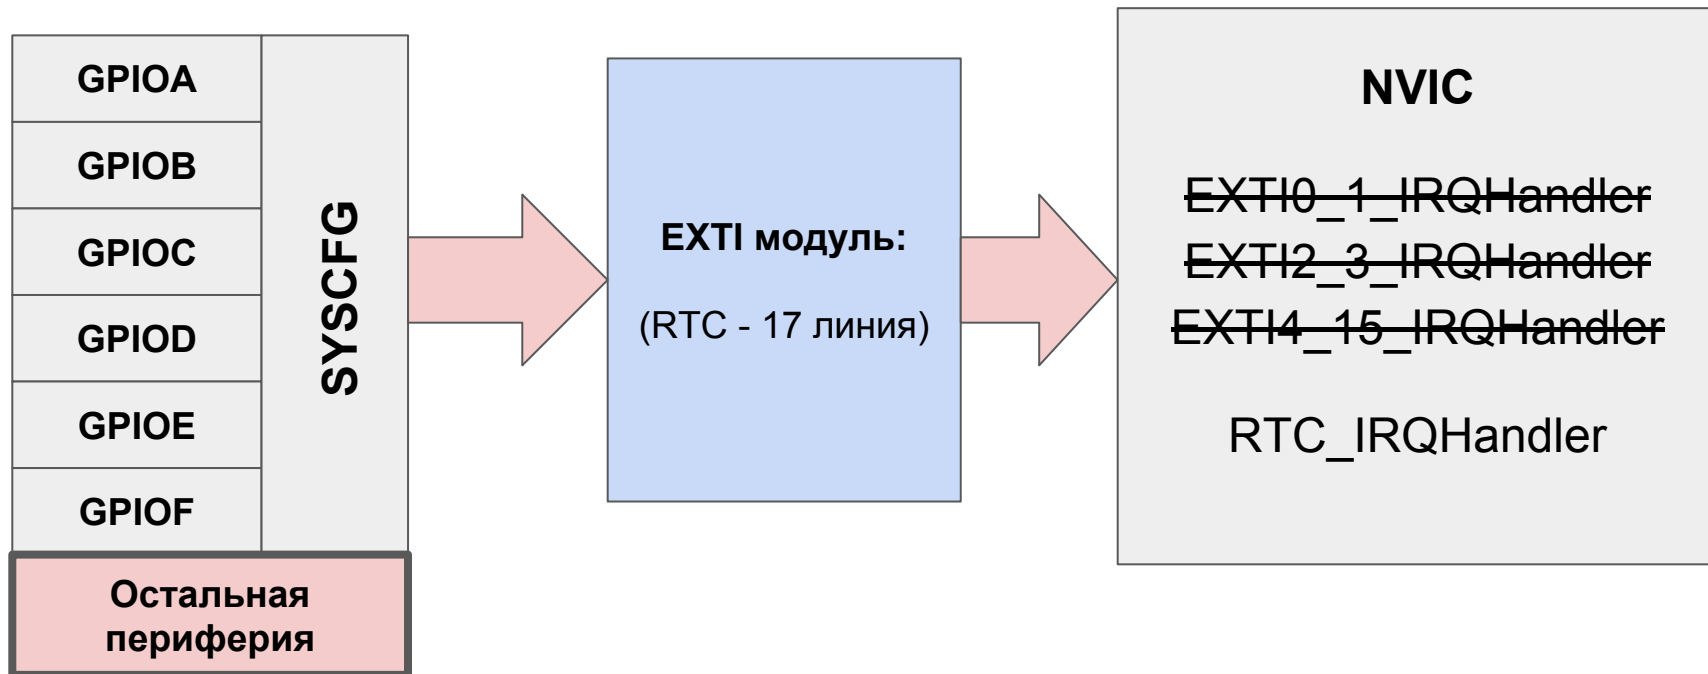 GPIOA
GPIOB
GPIOC
GPIOD
GPIOE
GPIOF
SYSCFG
Остальная
периферия
EXTI модуль:
(RTC - 17 линия)
NVIC
EXTI0_1_IRQHandler
EXTI2_3_IRQHandler
EXTI4_15_IRQHandler
RTC_IRQHandler